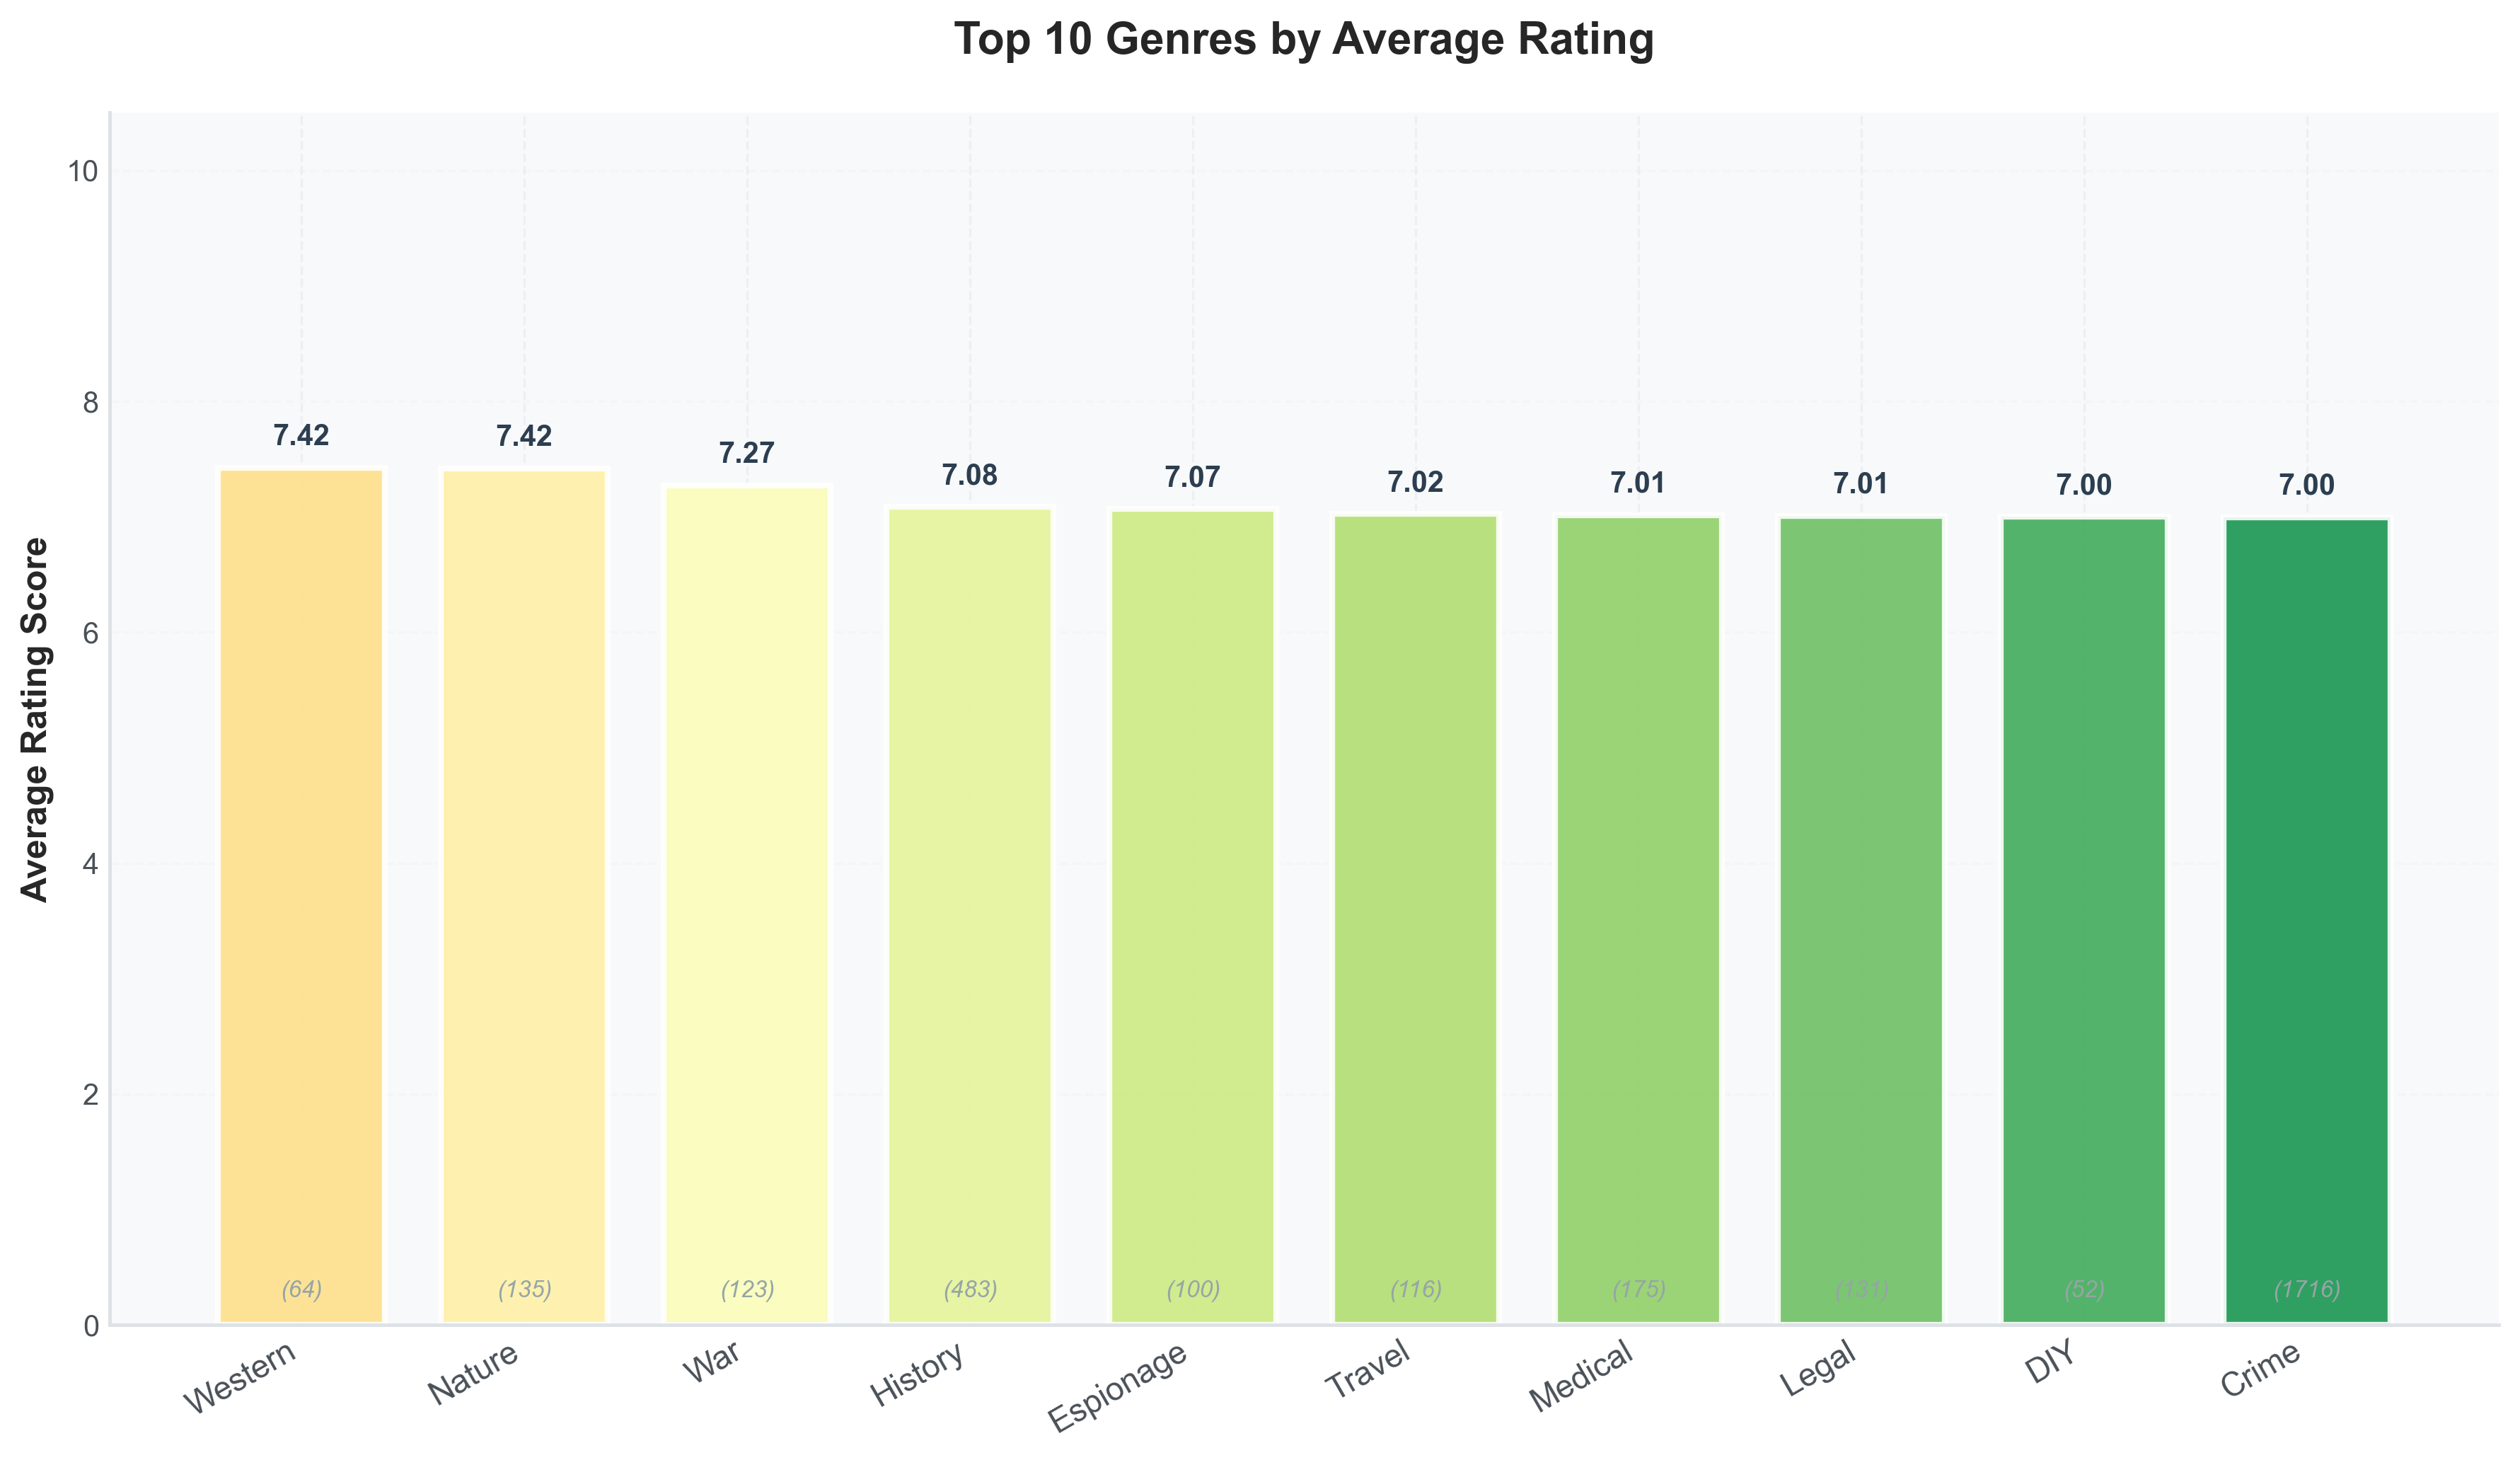 Top 10 Genres by Average Rating
Average Rating Score
10
8
6
4
2
0
7.42
7.42
7.27
7.08
7.07
7.02
7.01
7.01
7.00
7.00
(64)
(135)
(123)
(483)
(100)
(116)
(175)
(131)
(52)
(1716)
Western
Nature
War
History
Espionage
Travel
Medical
Legal
DIY
Crime